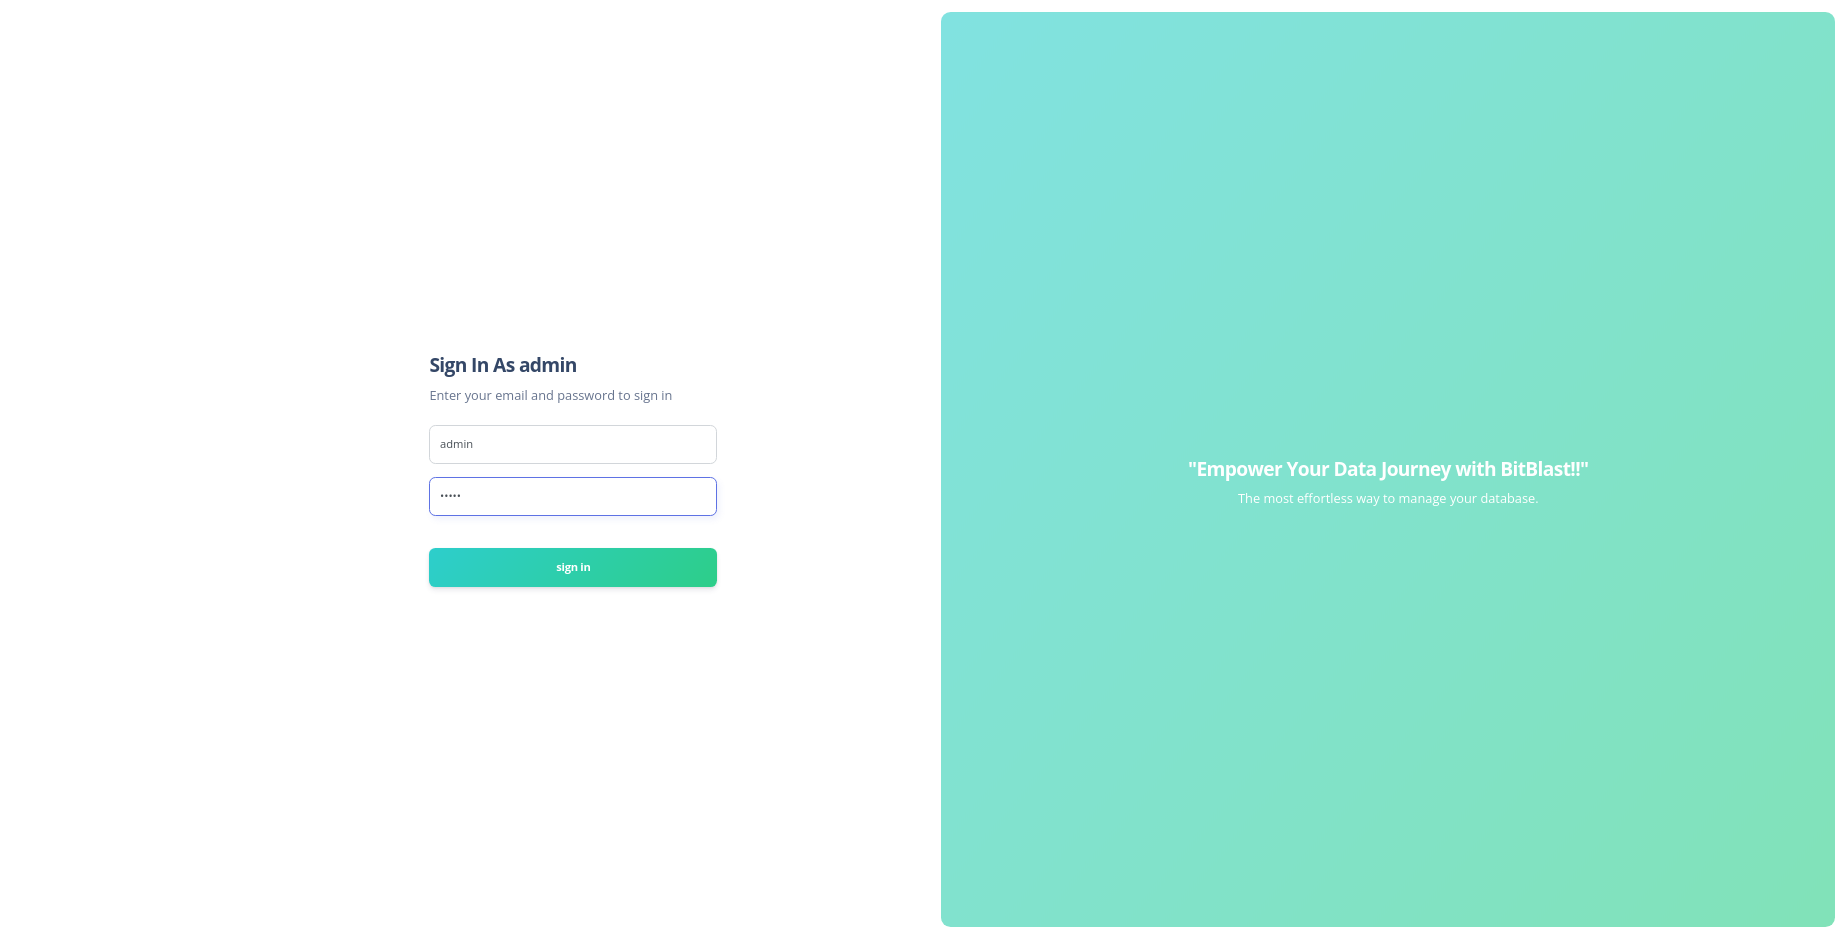 Sign In As admin
Enter your email and password to sign in
admin
•••••
sign in
"Empower Your Data Journey with BitBlast!!"
The most effortless way to manage your database.